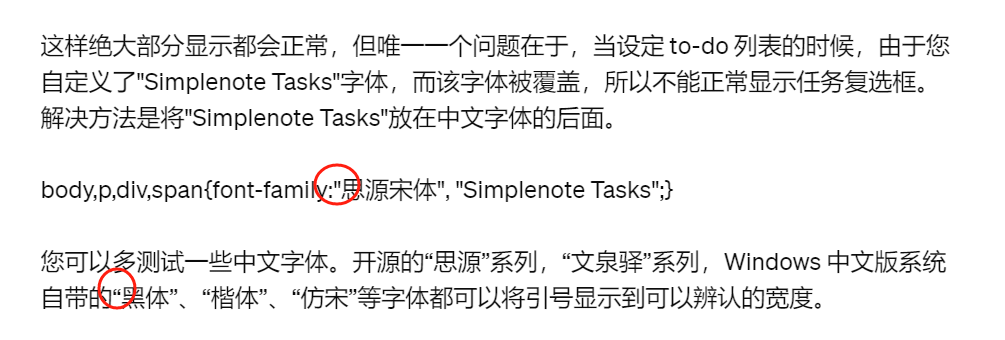 这样绝大部分显示都会正常，但唯一一个问题在于，当设定 to-do 列表的时候，由于您
自定义了"Simplenote Tasks"字体，而该字体被覆盖，所以不能正常显示任务复选框。
解决方法是将"Simplenote Tasks"放在中文字体的后面。
body,p,div,span{font-family:"思源宋体", "Simplenote Tasks";}
您可以多测试一些中文字体。开源的“思源”系列，“文泉驿”系列，Windows 中文版系统
自带的“黑体”、“楷体”、“仿宋”等字体都可以将引号显示到可以辨认的宽度。